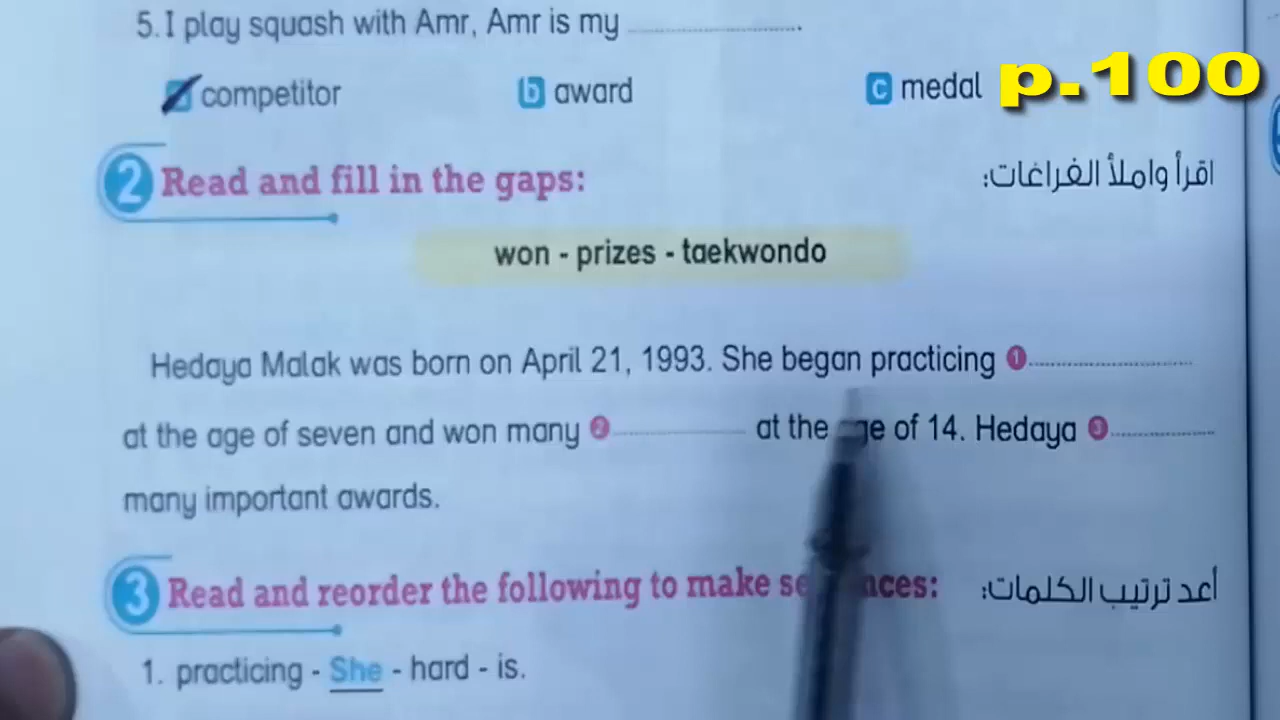 5. I play squash with Amr, Amr is my ........................
competitor b award c medal
p.100
2 Read and fill in the gaps: اقرأ واملأ الفراغات:
won - prizes - taekwondo
Hedaya Malak was born on April 21, 1993. She began practicing 1 ........................
at the age of seven and won many 2 ........................ at the age of 14. Hedaya 3 ........................
many important awards.
3 Read and reorder the following to make sentences: أعد ترتيب الكلمات:
1. practicing - She - hard - is.